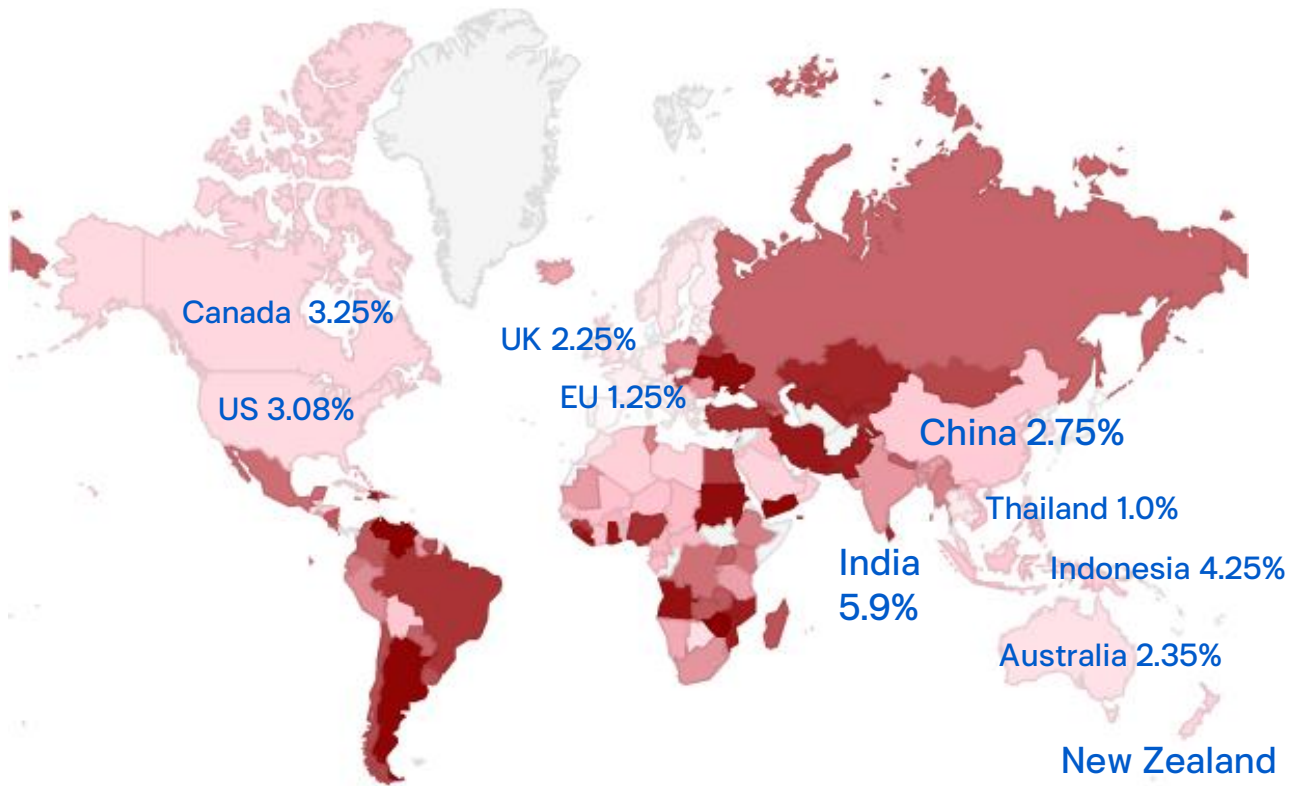 Canada 3.25%
UK 2.25%
EU 1.25%
US 3.08%
China 2.75%
Thailand 1.0%
India
5.9%
Indonesia 4.25%
Australia 2.35%
New Zealand